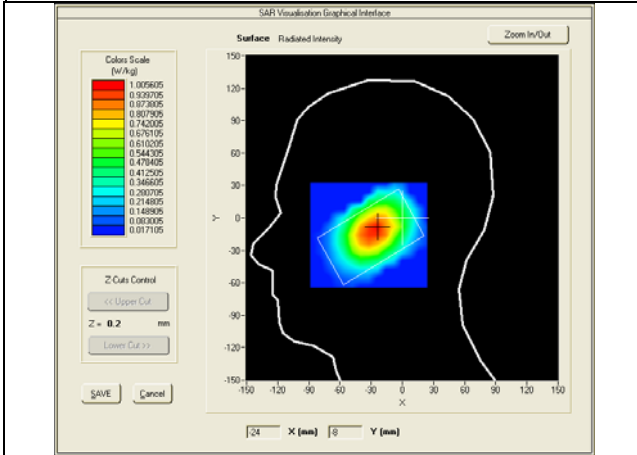 SAR Visualisation Graphical Interface
Surface Radiated Intensity
Zoom In/Out
Colors Scale
(W/kg)
1.005605
0.939705
0.873805
0.807905
0.742005
0.676105
0.610205
0.544305
0.478405
0.412505
0.346605
0.280705
0.214805
0.148905
0.083005
0.017105
Z-Cuts Control
<< Upper Cut
Z = 0.2 mm
Lower Cut >>
SAVE Cancel
150-
120-
90-
60-
30-
0-
-30-
-60-
-90-
-120-
-150-
Y
-150 -120 -90 -60 -30 0 30 60 90 120 150
X
-24 X (mm) -8 Y (mm)